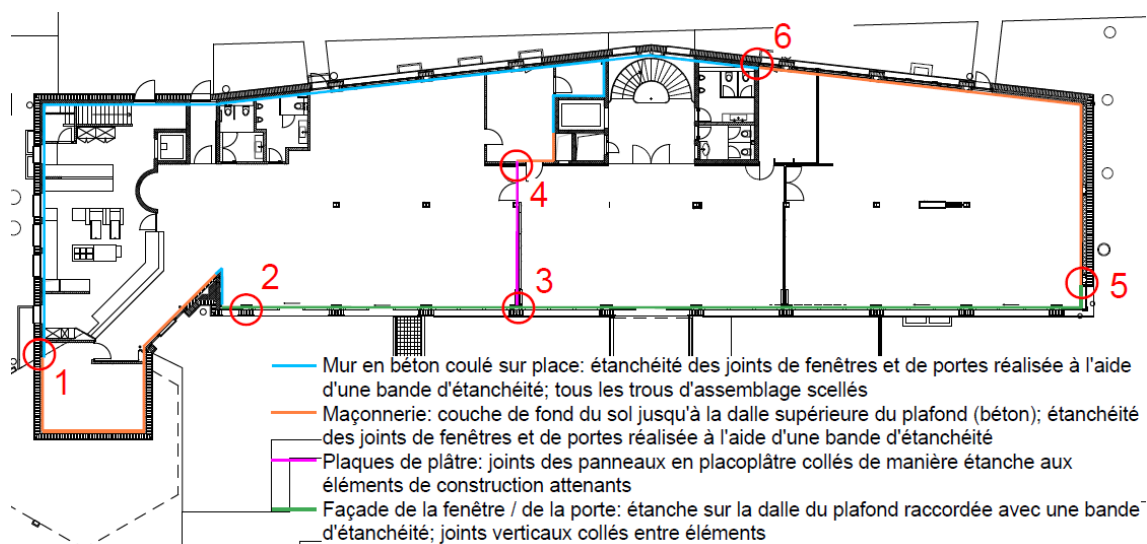 6
2
4
3
5
1
Mur en béton coulé sur place: étanchéité des joints de fenêtres et de portes réalisée à l'aide
d'une bande d'étanchéité; tous les trous d'assemblage scellés
Maçonnerie: couche de fond du sol jusqu'à la dalle supérieure du plafond (béton); étanchéité
des joints de fenêtres et de portes réalisée à l'aide d'une bande d'étanchéité
Plaques de plâtre: joints des panneaux en placoplâtre collés de manière étanche aux
éléments de construction attenants
Façade de la fenêtre / de la porte: étanche sur la dalle du plafond raccordée avec une bande
d'étanchéité; joints verticaux collés entre éléments